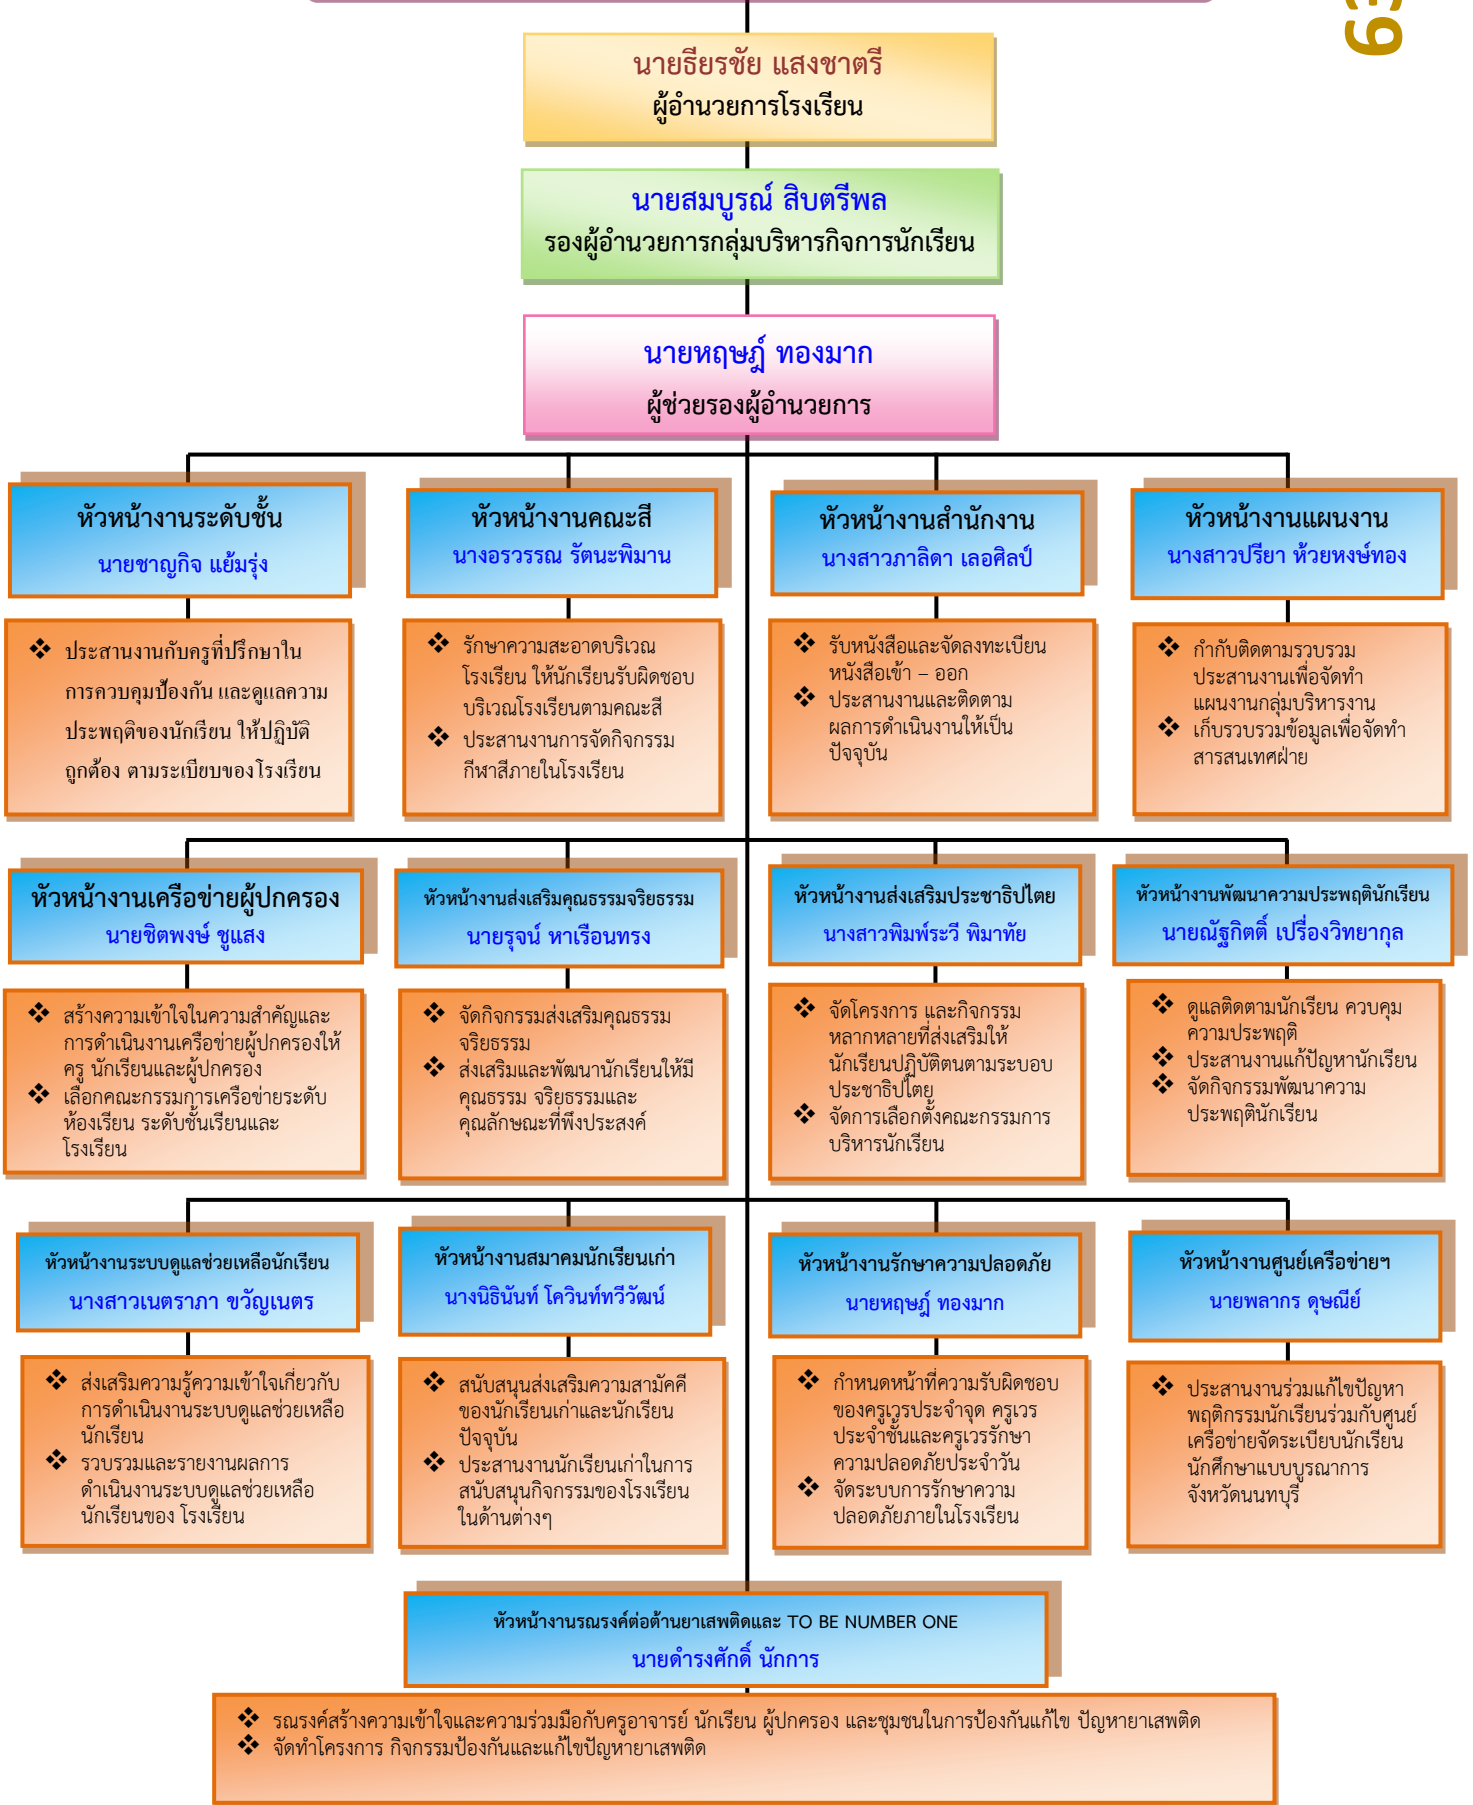 นายธียรชัย แสงชาตรี
ผู้อำนวยการโรงเรียน
นายสมบูรณ์ สิบตรีพล
รองผู้อำนวยการกลุ่มบริหารกิจการนักเรียน
นายหฤษฎ์ ทองมาก
ผู้ช่วยรองผู้อำนวยการ
หัวหน้างานระดับชั้น
นายชาญกิจ แย้มรุ่ง
❖ ประสานงานกับครูที่ปรึกษาใน
การควบคุมป้องกัน และดูแลความ
ประพฤติของนักเรียน ให้ปฏิบัติ
ถูกต้อง ตามระเบียบของโรงเรียน
หัวหน้างานคณะสี
นางอรวรรณ รัตนะพิมาน
❖ รักษาความสะอาดบริเวณ
โรงเรียน ให้นักเรียนรับผิดชอบ
บริเวณโรงเรียนตามคณะสี
❖ ประสานงานการจัดกิจกรรม
กีฬาสีภายในโรงเรียน
หัวหน้างานสำนักงาน
นางสาวภาลิดา เลอศิลป์
❖ รับหนังสือและจัดลงทะเบียน
หนังสือเข้า – ออก
❖ ประสานงานและติดตาม
ผลการดำเนินงานให้เป็น
ปัจจุบัน
หัวหน้างานแผนงาน
นางสาวปรียา ห้วยหงษ์ทอง
❖ กำกับติดตามรวบรวม
ประสานงานเพื่อจัดทำ
แผนงานกลุ่มบริหารงาน
❖ เก็บรวบรวมข้อมูลเพื่อจัดทำ
สารสนเทศฝ่าย
หัวหน้างานเครือข่ายผู้ปกครอง
นายชิตพงษ์ ชูแสง
❖ สร้างความเข้าใจในความสำคัญและ
การดำเนินงานเครือข่ายผู้ปกครองให้
ครู นักเรียนและผู้ปกครอง
❖ เลือกคณะกรรมการเครือข่ายระดับ
ห้องเรียน ระดับชั้นเรียนและ
โรงเรียน
หัวหน้างานส่งเสริมคุณธรรมจริยธรรม
นายรุจน์ หาเรือนทรง
❖ จัดกิจกรรมส่งเสริมคุณธรรม
จริยธรรม
❖ ส่งเสริมและพัฒนานักเรียนให้มี
คุณธรรม จริยธรรมและ
คุณลักษณะที่พึงประสงค์
หัวหน้างานส่งเสริมประชาธิปไตย
นางสาวพิมพ์ระวี พิมาทัย
❖ จัดโครงการ และกิจกรรม
หลากหลายที่ส่งเสริมให้
นักเรียนปฏิบัติตนตามระบอบ
ประชาธิปไตย
❖ จัดการเลือกตั้งคณะกรรมการ
บริหารนักเรียน
หัวหน้างานพัฒนาความประพฤตินักเรียน
นายณัฐกิตติ์ เปรื่องวิทยากุล
❖ ดูแลติดตามนักเรียน ควบคุม
ความประพฤติ
❖ ประสานงานแก้ปัญหานักเรียน
❖ จัดกิจกรรมพัฒนาความ
ประพฤตินักเรียน
หัวหน้างานระบบดูแลช่วยเหลือนักเรียน
นางสาวเนตราภา ขวัญเนตร
❖ ส่งเสริมความรู้ความเข้าใจเกี่ยวกับ
การดำเนินงานระบบดูแลช่วยเหลือ
นักเรียน
❖ รวบรวมและรายงานผลการ
ดำเนินงานระบบดูแลช่วยเหลือ
นักเรียนของ โรงเรียน
หัวหน้างานสมาคมนักเรียนเก่า
นางนิธินันท์ โควินท์ทวีวัฒน์
❖ สนับสนุนส่งเสริมความสามัคคี
ของนักเรียนเก่าและนักเรียน
ปัจจุบัน
❖ ประสานงานนักเรียนเก่าในการ
สนับสนุนกิจกรรมของโรงเรียน
ในด้านต่างๆ
หัวหน้างานรักษาความปลอดภัย
นายหฤษฎ์ ทองมาก
❖ กำหนดหน้าที่ความรับผิดชอบ
ของครูเวรประจำจุด ครูเวร
ประจำชั้นและครูเวรรักษา
ความปลอดภัยประจำวัน
❖ จัดระบบการรักษาความ
ปลอดภัยภายในโรงเรียน
หัวหน้างานศูนย์เครือข่ายฯ
นายพลากร ดุษณีย์
❖ ประสานงานร่วมแก้ไขปัญหา
พฤติกรรมนักเรียนร่วมกับศูนย์
เครือข่ายจัดระเบียบนักเรียน
นักศึกษาแบบบูรณาการ
จังหวัดนนทบุรี
หัวหน้างานรณรงค์ต่อต้านยาเสพติดและ TO BE NUMBER ONE
นายดำรงศักดิ์ นักการ
❖ รณรงค์สร้างความเข้าใจและความร่วมมือกับครูอาจารย์ นักเรียน ผู้ปกครอง และชุมชนในการป้องกันแก้ไข ปัญหายาเสพติด
❖ จัดทำโครงการ กิจกรรมป้องกันและแก้ไขปัญหายาเสพติด